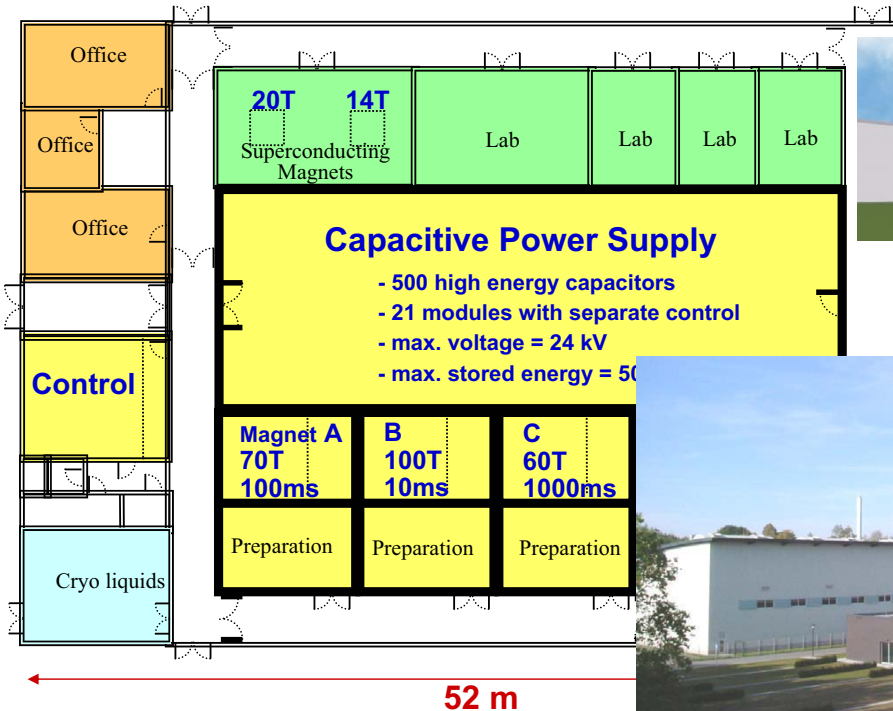 Office
Office
Office
Control
Cryo liquids
20T 14T
Superconducting
Magnets
Lab
Lab
Lab
Lab
Capacitive Power Supply
- 500 high energy capacitors
- 21 modules with separate control
- max. voltage = 24 kV
- max. stored energy =
Magnet A
70T
100ms
B
100T
10ms
C
60T
1000ms
Preparation
Preparation
Preparation
52 m